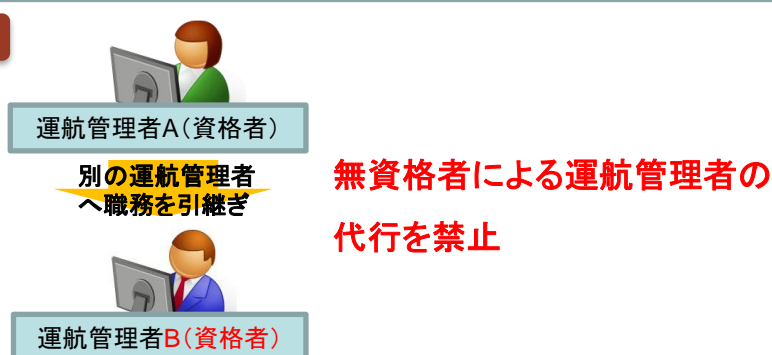 運航管理者A(資格者)
別の運航管理者
へ職務を引継ぎ
無資格者による運航管理者の
代行を禁止
運航管理者B(資格者)